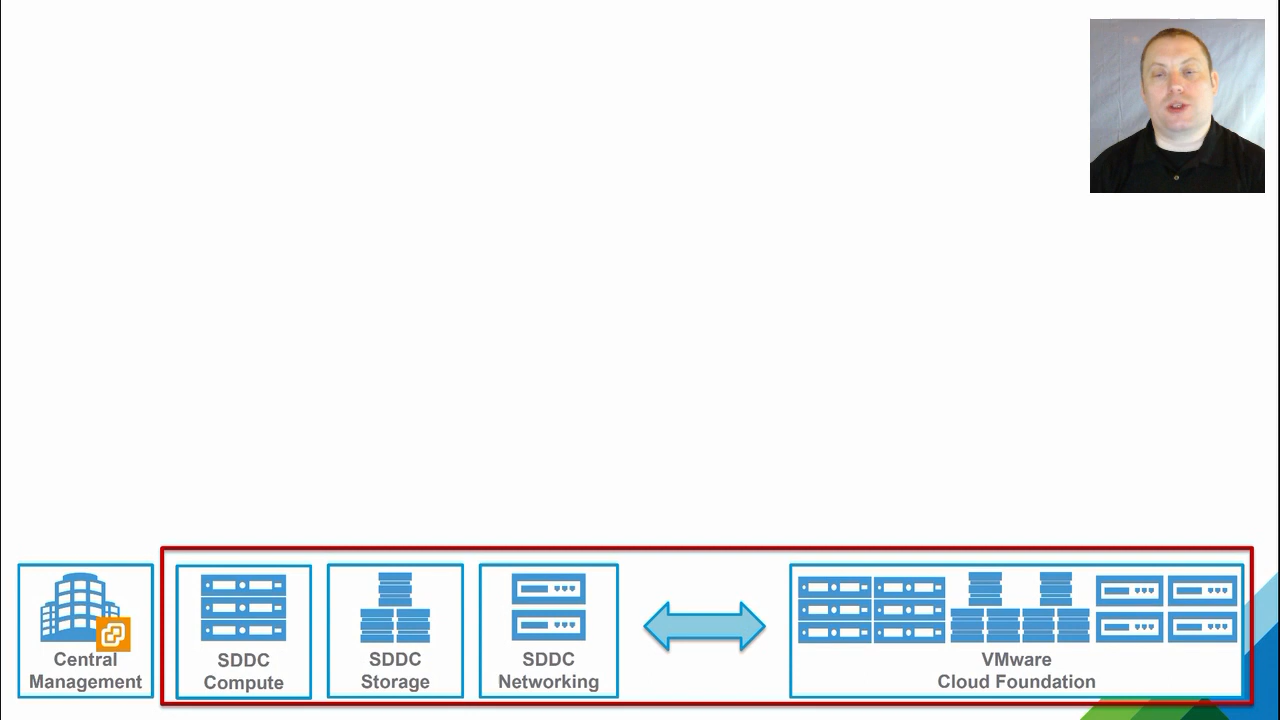 Central
Management
SDDC
Compute
SDDC
Storage
SDDC
Networking
VMware
Cloud Foundation